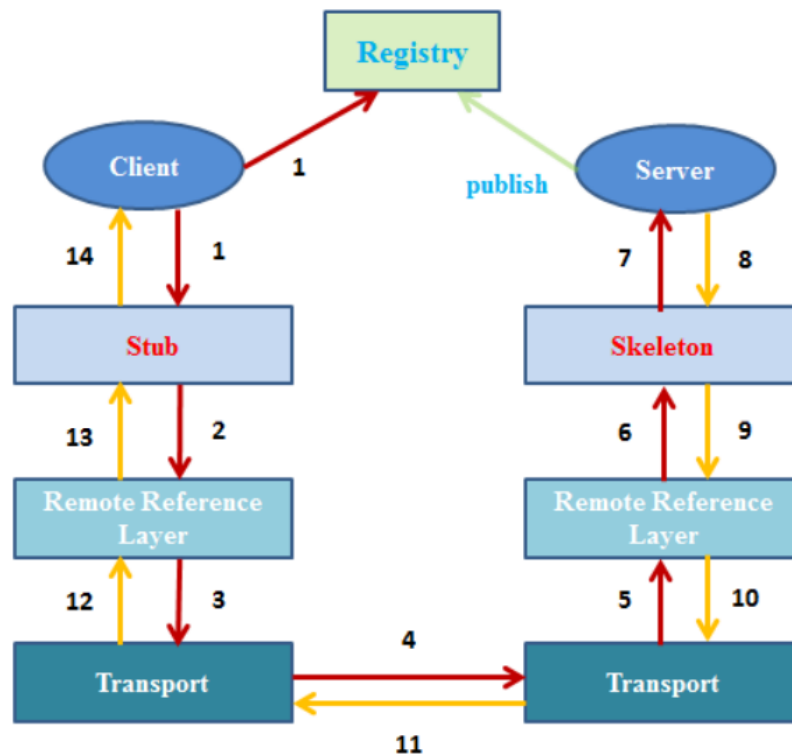 Registry
Client
1
publish
Server
14
1
7
8
Stub
Skeleton
13
2
6
9
Remote Reference
Layer
Remote Reference
Layer
12
3
5
10
4
Transport
Transport
11